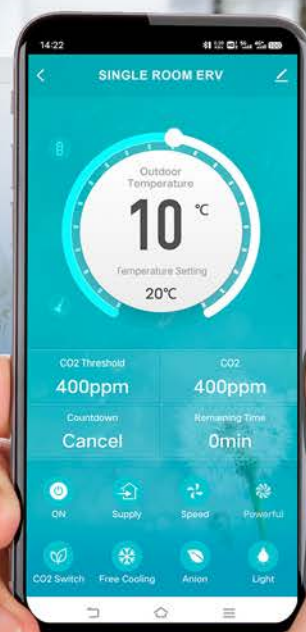 14:22
SINGLE ROOM ERV
Outdoor
Temperature
10 ℃
Temperature Setting
20℃
CO2 Threshold
CO2
400ppm
400ppm
Countdown
Remaining Time
Cancel
0min
ON
Supply
Speed
Powerful
CO2 Switch
Free Cooling
Anion
Light